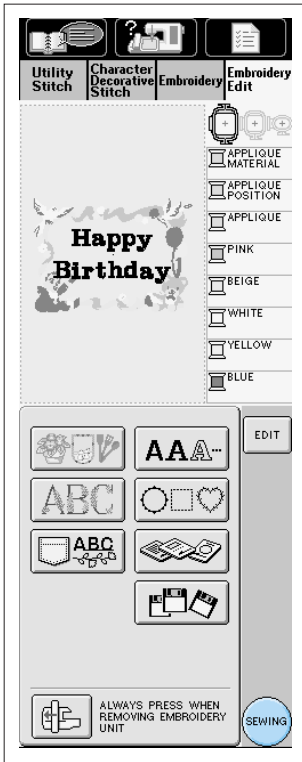 ?
Utility
Stitch
Character
Decorative
Stitch
Embroidery
Embroidery
Edit
APPLIQUE
MATERIAL
APPLIQUE
POSITION
APPLIQUE
PINK
BEIGE
WHITE
YELLOW
BLUE
Happy
Birthday
EDIT
AAA
ABC
ABC
ALWAYS PRESS WHEN
REMOVING EMBROIDERY
UNIT
SEWING